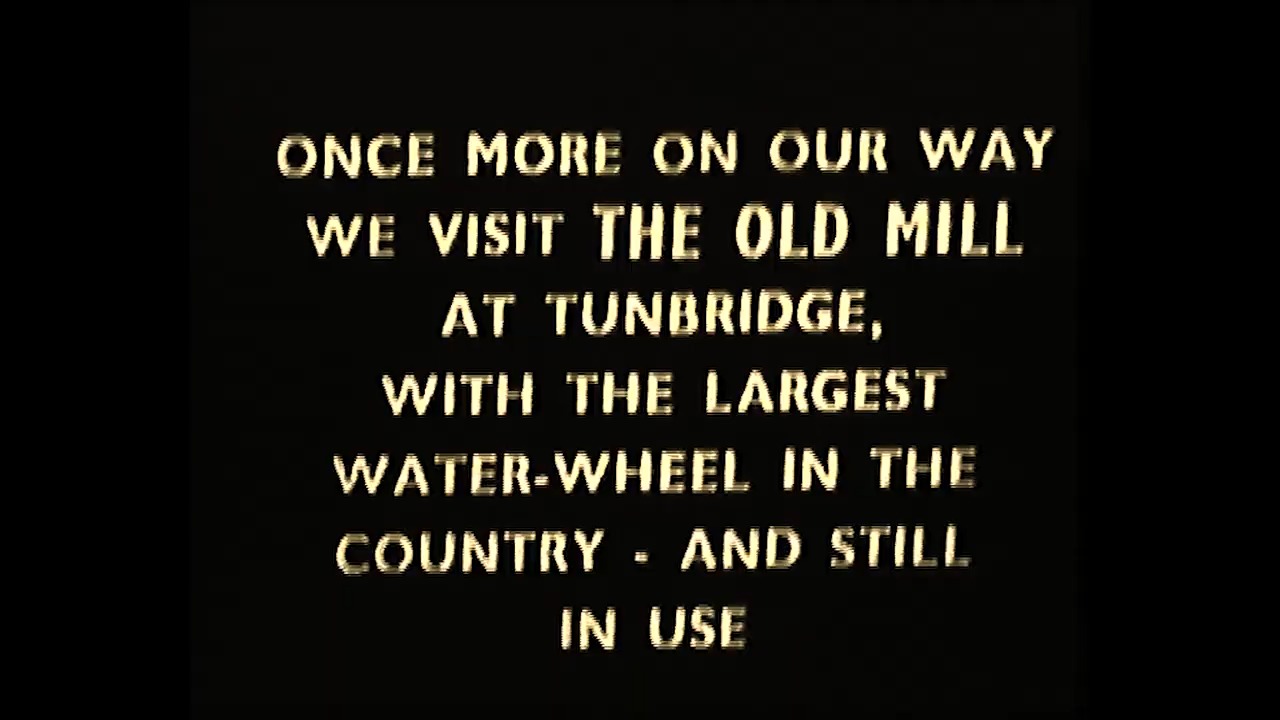 ONCE MORE ON OUR WAY
WE VISIT THE OLD MILL
AT TUNBRIDGE,
WITH THE LARGEST
WATER-WHEEL IN THE
COUNTRY - AND STILL
IN USE